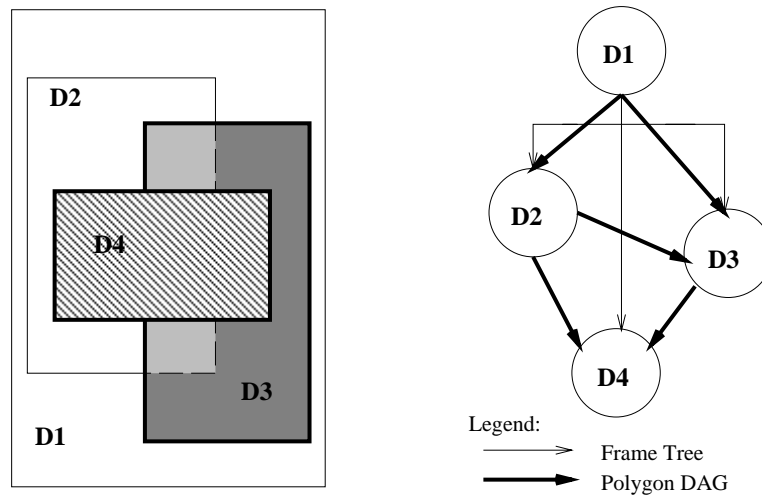 D2
D4
D3
D1
D1
D2
D3
D4
Legend:
Frame Tree
Polygon DAG